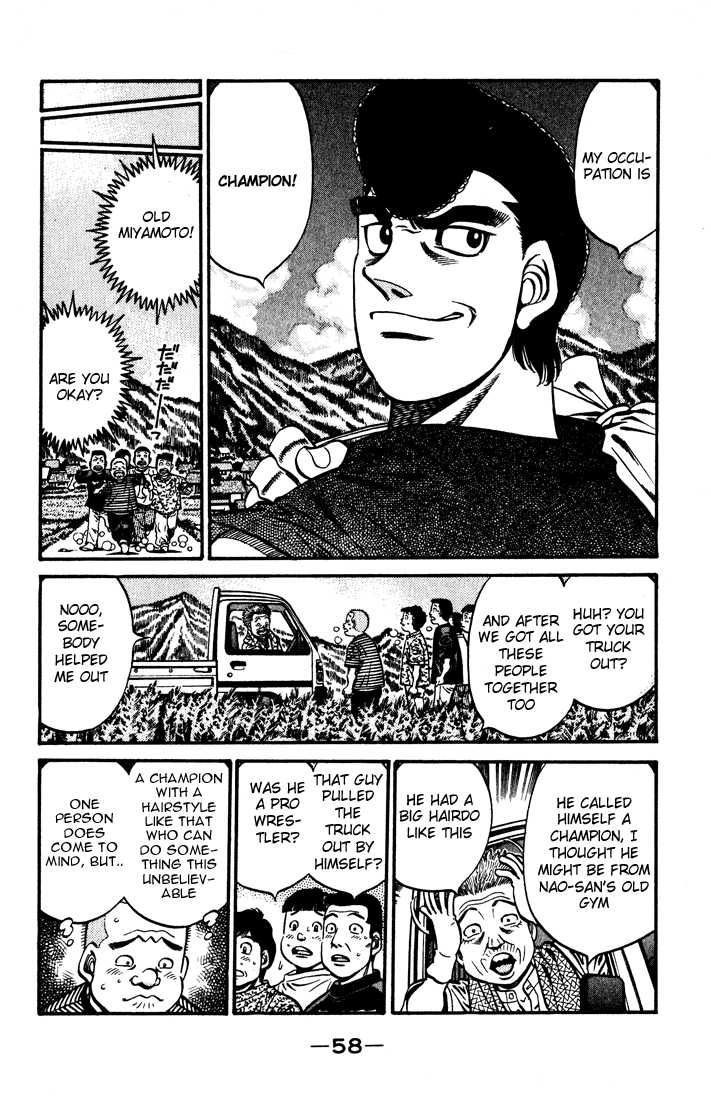 MY OCCU-
PATION IS
CHAMPION!
OLD
MIYAMOTO!
ARE YOU
OKAY?
だ゛
だ゛
だ゛
HUH? YOU
GOT YOUR
TRUCK
OUT?
AND AFTER
WE GOT ALL
THESE
PEOPLE
TOGETHER
TOO
NOOO,
SOME-
BODY
HELPED
ME OUT
HE CALLED
HIMSELF A
CHAMPION, I
THOUGHT HE
MIGHT BE FROM
NAO-SAN'S OLD
GYM
HE HAD A
BIG HAIRDO
LIKE THIS
THAT GUY
PULLED
THE
TRUCK
OUT BY
HIMSELF?
WAS HE
A PRO
WRES-
TLER?
A CHAMPION
WITH A
HAIRSTYLE
LIKE THAT
WHO CAN
DO SOME-
THING THIS
UNBELIEV-
ABLE
ONE
PERSON
DOES
COME TO
MIND, BUT..
—58—